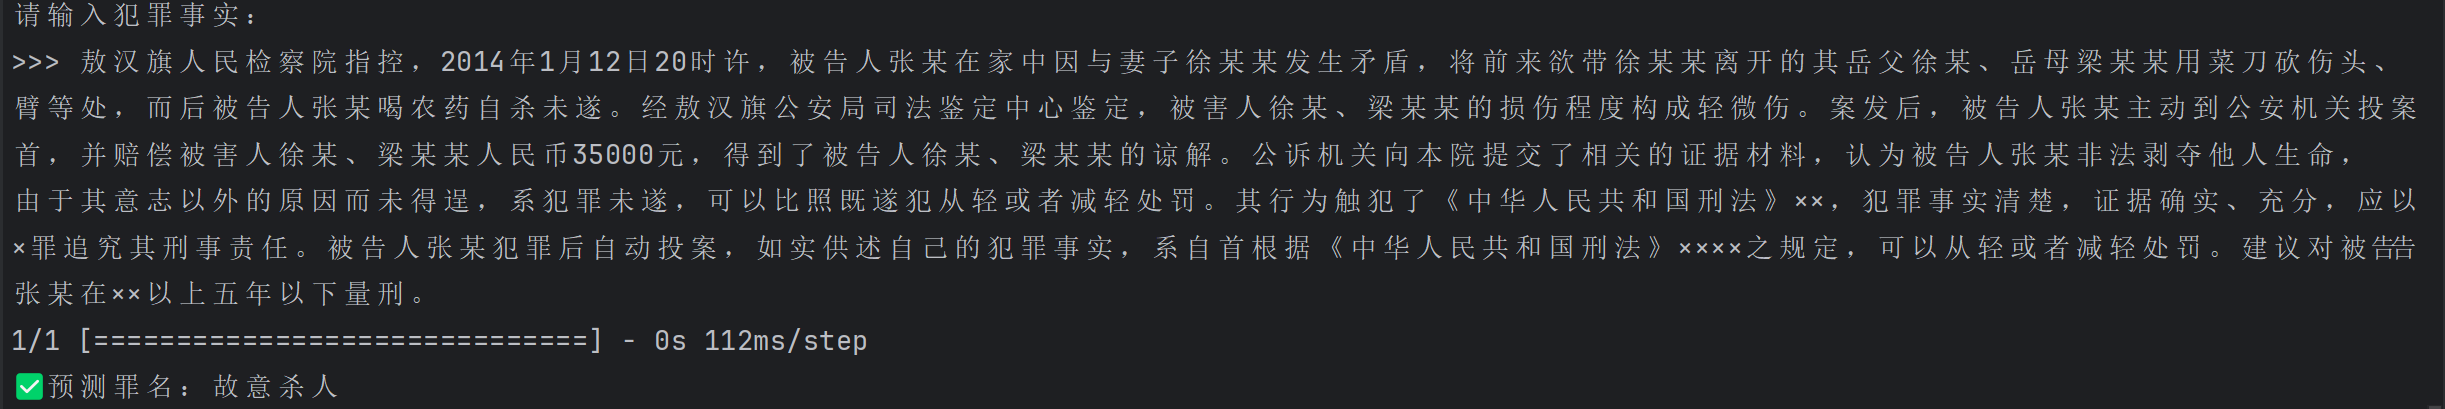 请输入犯罪事实：
>>> 敖汉旗人民检察院指控，2014年1月12日20时许，被告人张某在家中因与妻子徐某某发生矛盾，将前来欲带徐某某离开的其岳父徐某、岳母梁某某用菜刀砍伤头、
臂等处，而后被告人张某喝农药自杀未遂。经敖汉旗公安局司法鉴定中心鉴定，被害人徐某、梁某某的损伤程度构成轻微伤。案发后，被告人张某主动到公安机关投案
首，并赔偿被害人徐某、梁某某人民币35000元，得到了被告人徐某、梁某某的谅解。公诉机关向本院提交了相关的证据材料，认为被告人张某非法剥夺他人生命，
由于其意志以外的原因而未得逞，系犯罪未遂，可以比照既遂犯从轻或者减轻处罚。其行为触犯了《中华人民共和国刑法》××，犯罪事实清楚，证据确实、充分，应以
×罪追究其刑事责任。被告人张某犯罪后自动投案，如实供述自己的犯罪事实，系自首根据《中华人民共和国刑法》××××之规定，可以从轻或者减轻处罚。建议对被告告
张某在××以上五年以下量刑。
1/1 [==============================] - 0s 112ms/step
✅预测罪名：故意杀人